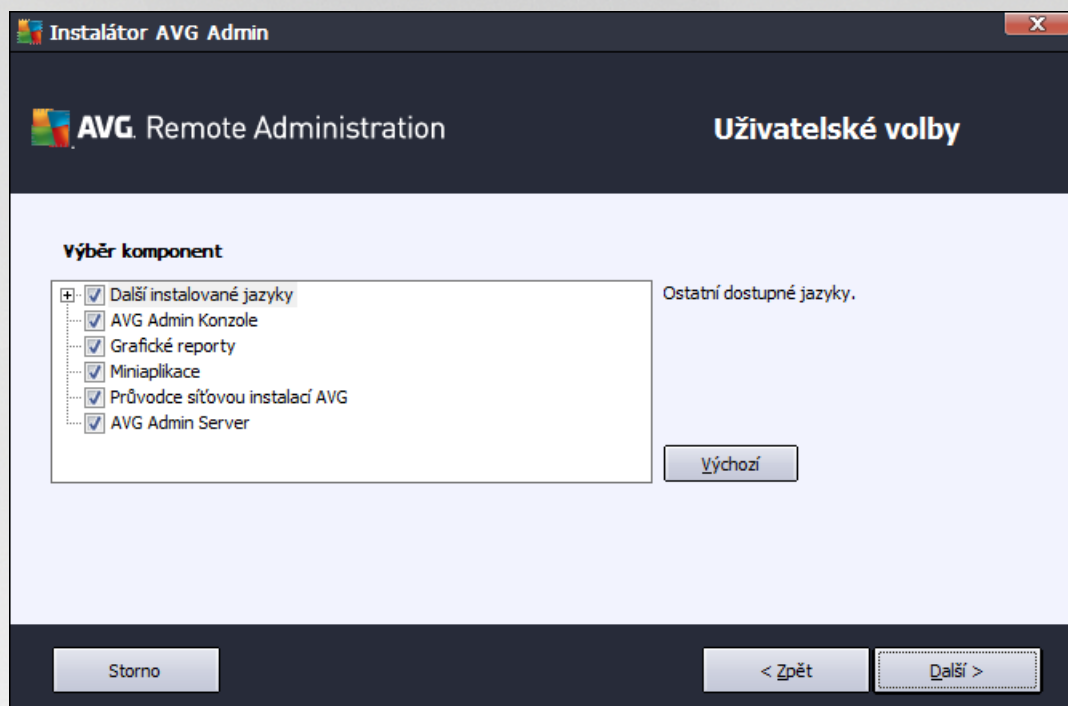 Instalátor AVG Admin
X
AVG. Remote Administration
Uživatelské volby
Výběr komponent
Další instalované jazyky
AVG Admin Konzole
Grafické reporty
Miniaplikace
Průvodce síťovou instalací AVG
AVG Admin Server
Ostatní dostupné jazyky.
Výchozí
Storno
< Zpět
Další >